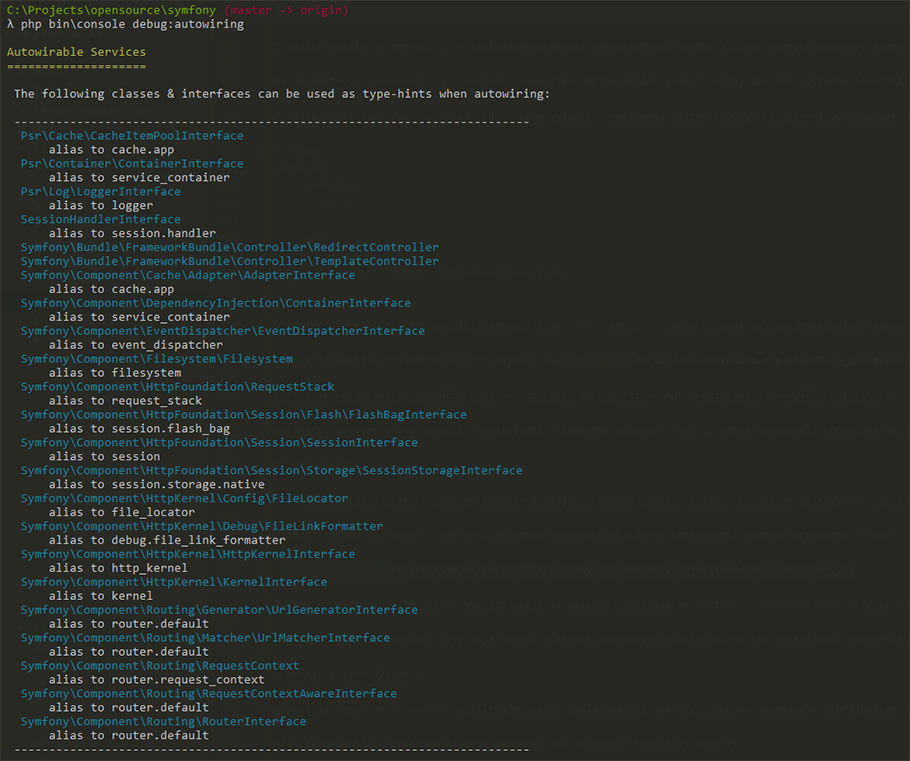 C:\Projects\opensource\symfony (master -> origin)
λ php bin\console debug:autowiring
Autowirable Services
====================
The following classes & interfaces can be used as type-hints when autowiring:
--------------------------------------------------------------------------
Psr\Cache\CacheItemPoolInterface
alias to cache.app
Psr\Container\ContainerInterface
alias to service_container
Psr\Log\LoggerInterface
alias to logger
SessionHandlerInterface
alias to session.handler
Symfony\Bundle\FrameworkBundle\Controller\RedirectController
Symfony\Bundle\FrameworkBundle\Controller\TemplateController
Symfony\Component\Cache\Adapter\AdapterInterface
alias to cache.app
Symfony\Component\DependencyInjection\ContainerInterface
alias to service_container
Symfony\Component\EventDispatcher\EventDispatcherInterface
alias to event_dispatcher
Symfony\Component\Filesystem\Filesystem
alias to filesystem
Symfony\Component\HttpFoundation\RequestStack
alias to request_stack
Symfony\Component\HttpFoundation\Session\Flash\FlashBagInterface
alias to session.flash_bag
Symfony\Component\HttpFoundation\Session\SessionInterface
alias to session
Symfony\Component\HttpFoundation\Session\Storage\SessionStorageInterface
alias to session.storage.native
Symfony\Component\HttpKernel\Config\FileLocator
alias to file_locator
Symfony\Component\HttpKernel\Debug\FileLinkFormatter
alias to debug.file_link_formatter
Symfony\Component\HttpKernel\HttpKernelInterface
alias to http_kernel
Symfony\Component\HttpKernel\KernelInterface
alias to kernel
Symfony\Component\Routing\Generator\UrlGeneratorInterface
alias to router.default
Symfony\Component\Routing\Matcher\UrlMatcherInterface
alias to router.default
Symfony\Component\Routing\RequestContext
alias to router.request_context
Symfony\Component\Routing\RequestContextAwareInterface
alias to router.default
Symfony\Component\Routing\RouterInterface
alias to router.default
--------------------------------------------------------------------------